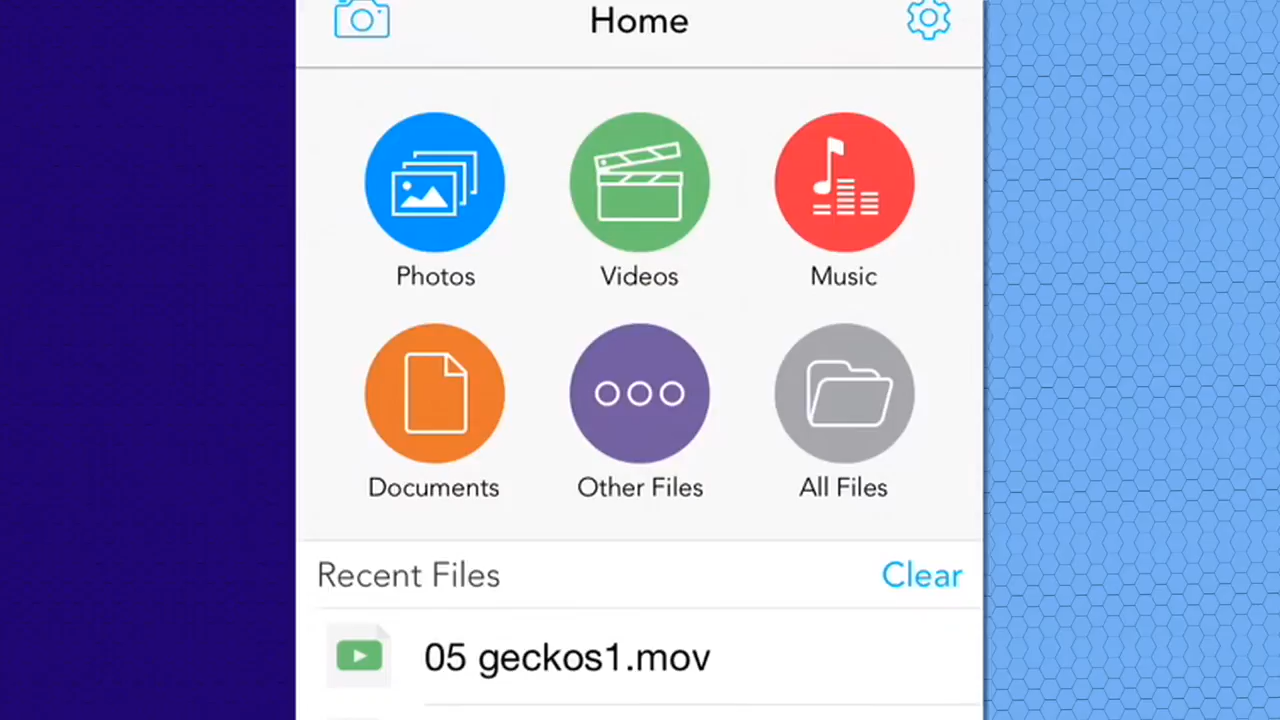 Home
Photos Videos Music
Documents Other Files All Files
Recent Files Clear
05 geckos1.mov